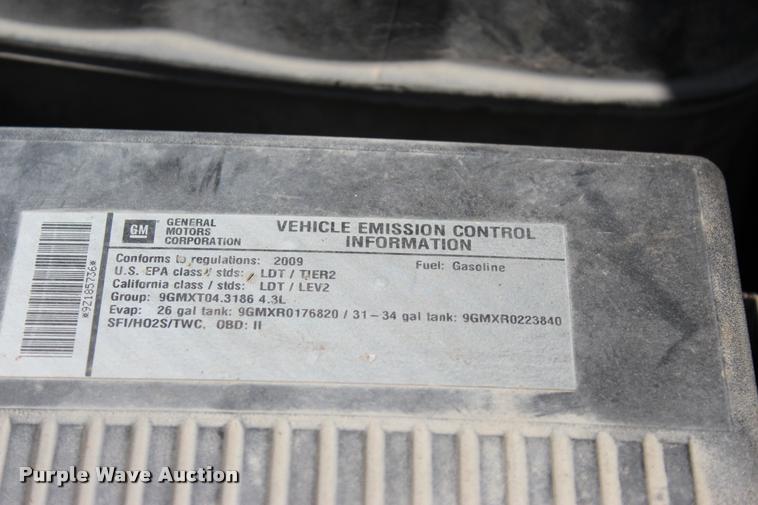 GM GENERAL MOTORS CORPORATION
VEHICLE EMISSION CONTROL INFORMATION
Conforms to regulations: 2009 Fuel: Gasoline
U.S. EPA class / stds: LDT / TIER2
California class / stds: LDT / LEV2
Group: 9GMXT04.3186 4.3L
Evap: 26 gal tank: 9GMXR0176820 / 31-34 gal tank: 9GMXR0223840
SFI/HO2S/TWC, OBD: II
*9Z185736*
Purple Wave Auction